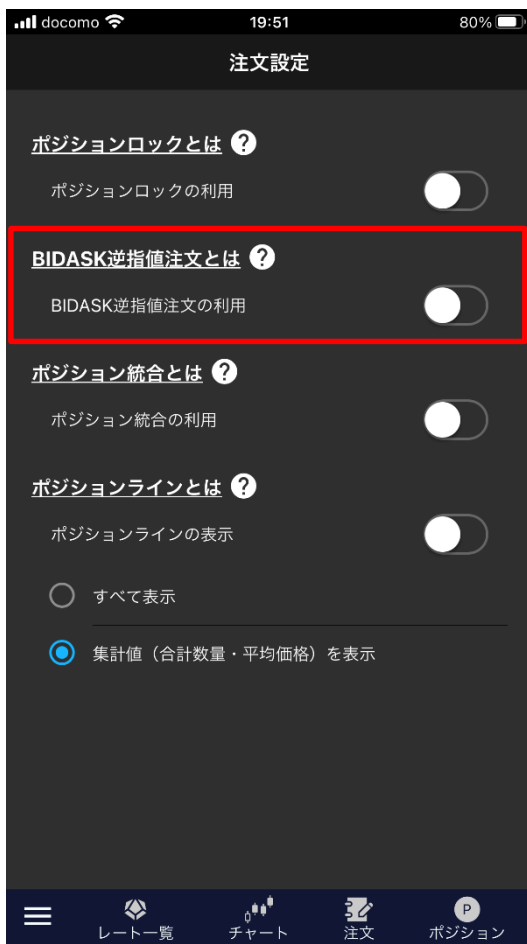 docomo 19:51 80%
注文設定
ポジションロックとは ?
ポジションロックの利用
BIDASK逆指値注文とは ?
BIDASK逆指値注文の利用
ポジション統合とは ?
ポジション統合の利用
ポジションラインとは ?
ポジションラインの表示
すべて表示
集計値（合計数量・平均価格）を表示
レート一覧 チャート 注文 P ポジション